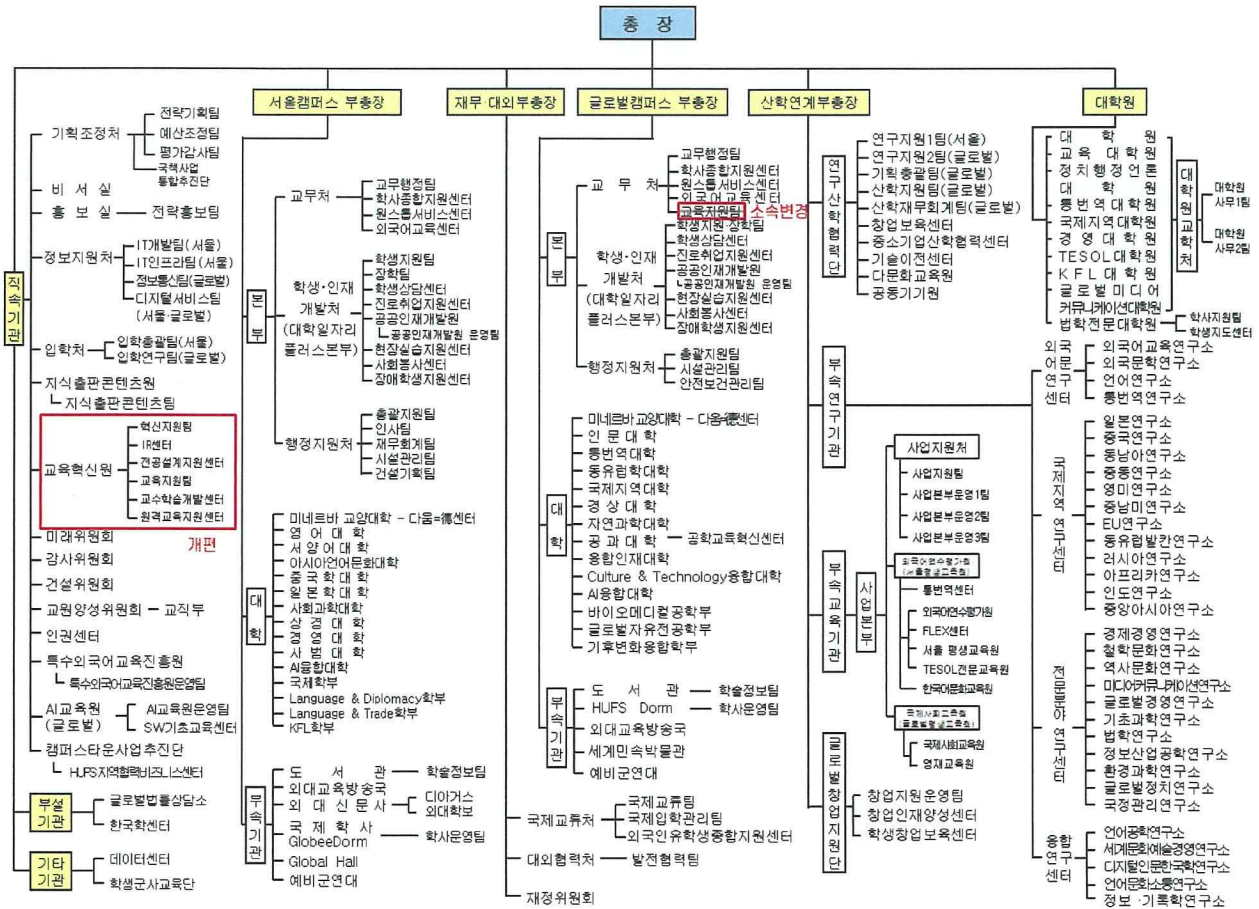 총 장
서울캠퍼스 부총장
재무·대외부총장
글로벌캠퍼스 부총장
산학연계부총장
대학원
직속기관
기획조정처
전략기획팀
예산조정팀
평가감사팀
국책사업
통합추진단
비 서 실
홍 보 실
전략홍보팀
정보지원처
IT개발팀(서울)
IT인프라팀(서울)
정보통신팀(글로벌)
디지털서비스팀
(서울·글로벌)
입학처
입학총괄팀(서울)
입학연구팀(글로벌)
지식출판콘텐츠원
지식출판콘텐츠팀
교육혁신원
혁신지원팀
IR센터
전공설계지원센터
교육지원팀
교수학습개발센터
원격교육지원센터
개편
미래위원회
감사위원회
건설위원회
교원양성위원회
교직부
인권센터
특수외국어교육진흥원
특수외국어교육진흥원운영팀
AI교육원
(글로벌)
AI교육원운영팀
SW기초교육센터
캠퍼스타운사업추진단
HUFS지역협력비즈니스센터
부설
기관
글로벌법률상담소
한국학센터
기타
기관
데이터센터
학생군사교육단
본부
교무처
교무행정팀
학사종합지원센터
원스톱서비스센터
외국어교육센터
학생·인재
개발처
(대학일자리
플러스본부)
학생지원팀
장학팀
학생상담센터
진로취업지원센터
공공인재개발원
공공인재개발원 운영팀
현장실습지원센터
사회봉사센터
장애학생지원센터
행정지원처
총괄지원팀
인사팀
재무회계팀
시설관리팀
건설기획팀
대학
미네르바 교양대학 - 다움=德센터
영 어 대 학
서 양 어 대 학
아시아언어문화대학
중 국 학 대 학
일 본 학 대 학
사회과학대학
상 경 대 학
경 영 대 학
사 범 대 학
AI융합대학
국제학부
Language & Diplomacy학부
Language & Trade학부
KFL학부
부속기관
도 서 관
학술정보팀
외대교육방송국
외 대 신 문 사
디아거스
외대학보
국 제 학 사
GlobeeDorm
학사운영팀
Global Hall
예비군연대
국제교류처
국제교류팀
국제입학관리팀
외국인유학생종합지원센터
대외협력처
발전협력팀
재정위원회
본부
교 무 처
교무행정팀
학사종합지원센터
원스톱서비스센터
외국어교육센터
교육지원팀
소속변경
학생·인재
개발처
(대학일자리
플러스본부)
학생지원·장학팀
학생상담센터
진로취업지원센터
공공인재개발원
공공인재개발원 운영팀
현장실습지원센터
사회봉사센터
장애학생지원센터
행정지원처
총괄지원팀
시설관리팀
안전보건관리팀
대학
미네르바 교양대학 - 다움=德센터
인 문 대 학
통번역대학
동유럽학대학
국제지역대학
경 상 대 학
자연과학대학
공 과 대 학
공학교육혁신센터
융합인재대학
Culture & Technology융합대학
AI융합대학
바이오메디컬공학부
글로벌자유전공학부
기후변화융합학부
부속기관
도 서 관
학술정보팀
HUFS Dorm
학사운영팀
외대교육방송국
세계민속박물관
예비군연대
연구산학협력단
연구지원1팀(서울)
연구지원2팀(글로벌)
기획총괄팀(글로벌)
산학지원팀(글로벌)
산학재무회계팀(글로벌)
창업보육센터
중소기업산학협력센터
기술이전센터
다문화교육원
공동기기원
부속연구기관
부속교육기관
사업본부
사업지원처
사업지원팀
사업본부운영1팀
사업본부운영2팀
사업본부운영3팀
외국어연수평가원
(서울평생교육원)
통번역센터
외국어연수평가원
FLEX센터
서울 평생교육원
TESOL전문교육원
한국어문화교육원
국제사회교육원
(글로벌평생교육원)
국제사회교육원
영재교육원
글로벌창업지원단
창업지원운영팀
창업인재양성센터
학생창업보육센터
대 학 원
교 육 대학원
정치행정언론
대 학 원
통번역대학원
국제지역대학원
경 영 대학원
TESOL대학원
K F L 대 학 원
글 로 벌 미 디 어
커뮤니케이션대학원
법학전문대학원
학사지원팀
학생지도센터
대학원교학처
대학원
사무1팀
대학원
사무2팀
외국
어문
연구
센터
외국어교육연구소
외국문학연구소
언어연구소
통번역연구소
국제지역 연구센터
일본연구소
중국연구소
동남아연구소
중동연구소
영미연구소
중남미연구소
EU연구소
동유럽발칸연구소
러시아연구소
아프리카연구소
인도연구소
중앙아시아연구소
전문분야 연구센터
경제경영연구소
철학문화연구소
역사문화연구소
미디어커뮤니케이션연구소
글로벌경영연구소
기초과학연구소
법학연구소
정보산업공학연구소
환경과학연구소
글로벌정치연구소
국정관리연구소
융합
연구
센터
언어공학연구소
세계문화예술경영연구소
디지털인문한국학연구소
언어문화소통연구소
정보·기록학연구소